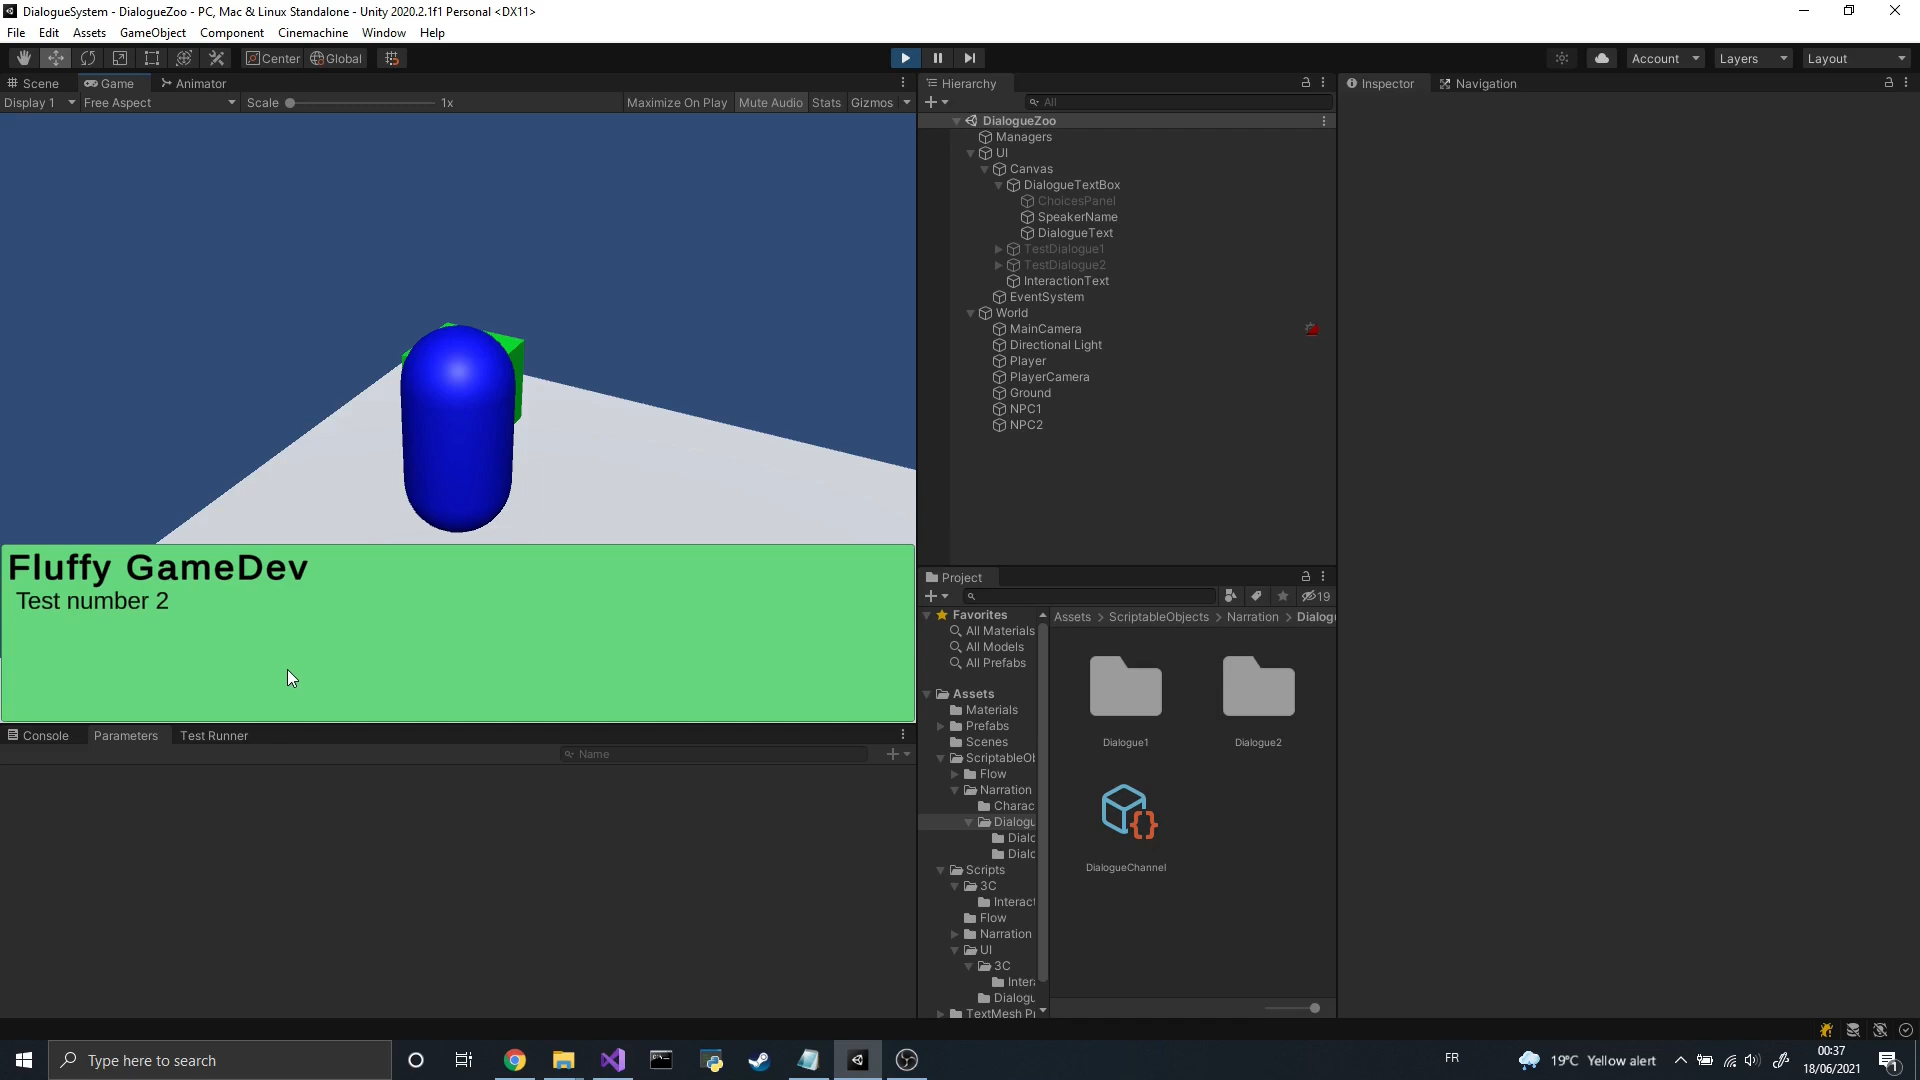 DialogueSystem - DialogueZoo - PC, Mac & Linux Standalone - Unity 2020.2.1f1 Personal <DX11>
File Edit Assets GameObject Component Cinemachine Window Help
Center Global Account Layers Layout
Scene Game Animator
Display 1 Free Aspect Scale 1x Maximize On Play Mute Audio Stats Gizmos
Fluffy GameDev
Test number 2
Console Parameters Test Runner
Name
Hierarchy
All
DialogueZoo
Managers
UI
Canvas
DialogueTextBox
ChoicesPanel
SpeakerName
DialogueText
TestDialogue1
TestDialogue2
InteractionText
EventSystem
World
MainCamera
Directional Light
Player
PlayerCamera
Ground
NPC1
NPC2
Project
19
Favorites
All Materials
All Models
All Prefabs
Assets
Materials
Prefabs
Scenes
ScriptableOb
Flow
Narration
Charac
Dialogu
Dialo
Dialo
Scripts
3C
Interact
Flow
Narration
UI
3C
Inter
Dialogu
TextMesh P
Assets > ScriptableObjects > Narration > Dialog
Dialogue1 Dialogue2
DialogueChannel
Inspector Navigation
Type here to search
FR
19°C Yellow alert
00:37
18/06/2021
1